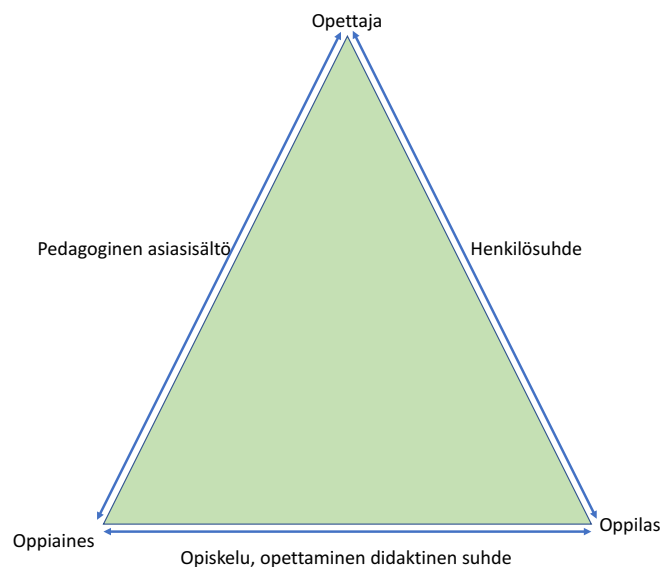 Opettaja
Pedagoginen asiasisältö
Henkilösuhde
Oppiaines
Oppilas
Opiskelu, opettaminen didaktinen suhde